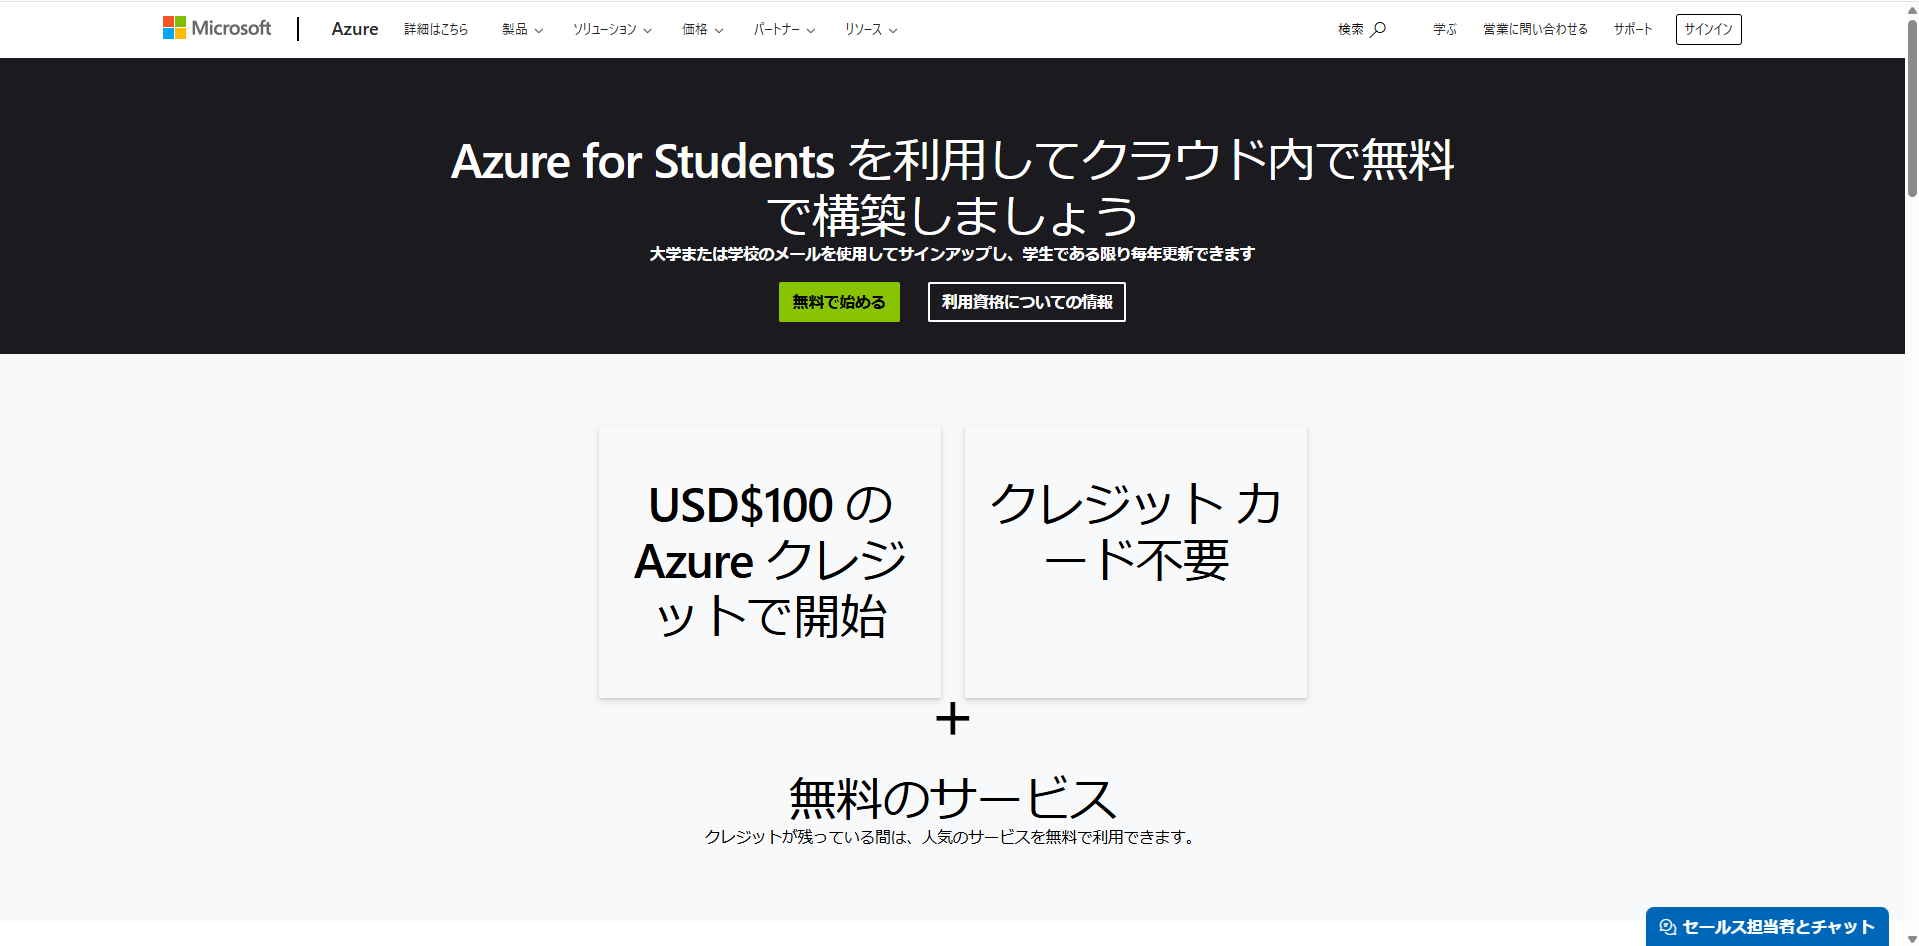 Microsoft
Azure
詳細はこちら
製品
ソリューション
価格
パートナー
リソース
検索
学ぶ
営業に問い合わせる
サポート
サインイン
Azure for Students を利用してクラウド内で無料
で構築しましょう
大学または学校のメールを使用してサインアップし、学生である限り毎年更新できます
無料で始める
利用資格についての情報
USD$100 の
Azure クレジ
ットで開始
クレジット カ
ード不要
+
無料のサービス
クレジットが残っている間は、人気のサービスを無料で利用できます。
セールス担当者とチャット